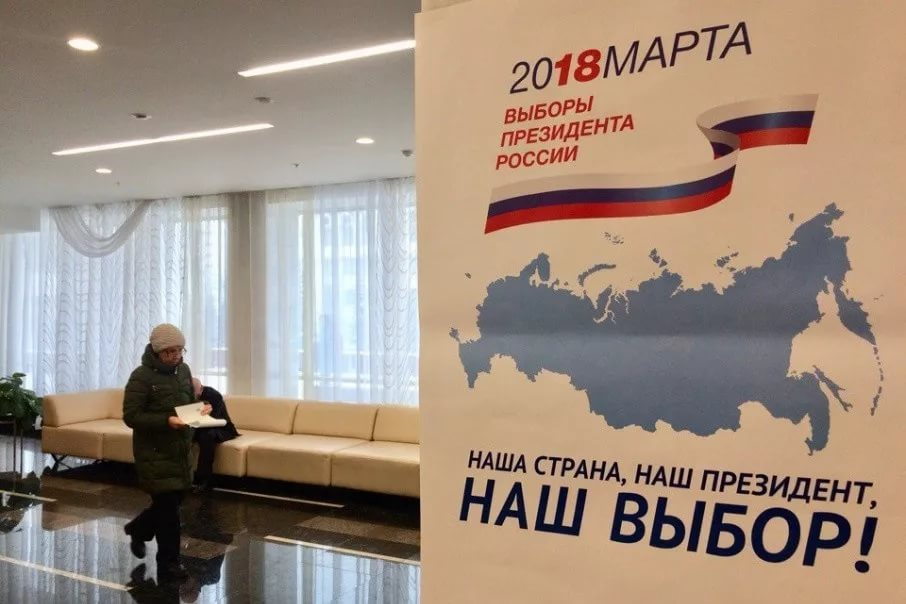 2018МАРТА
ВЫБОРЫ
ПРЕЗИДЕНТА
РОССИИ
НАША СТРАНА, НАШ ПРЕЗИДЕНТ,
НАШ ВЫБОР!